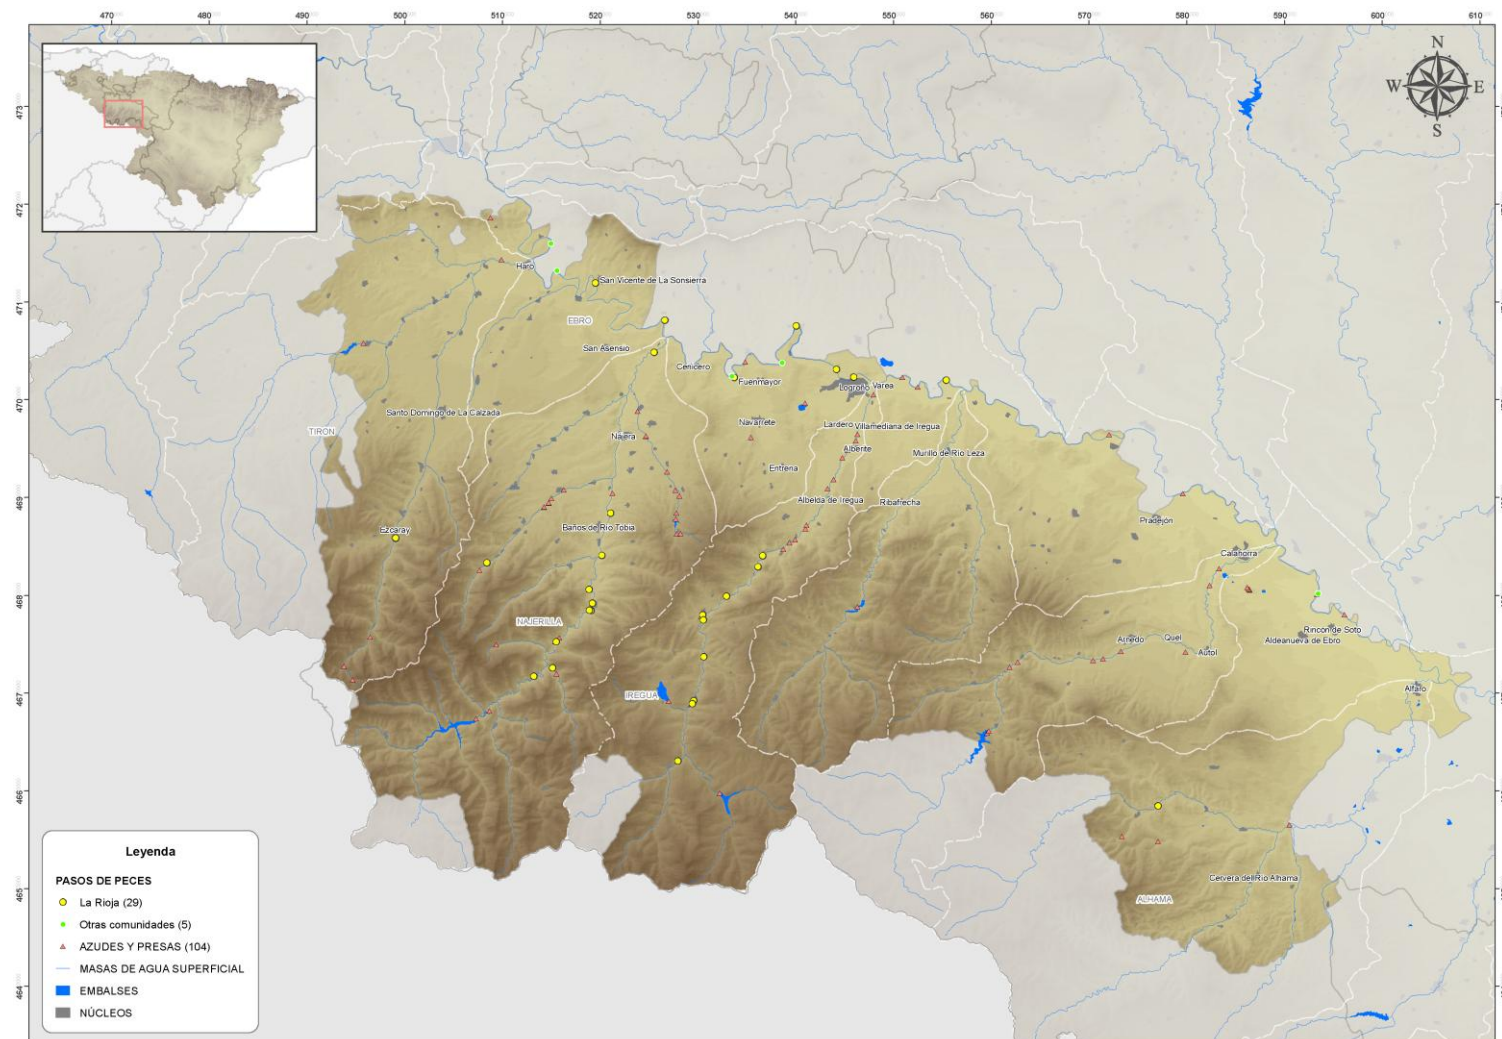 470
480
490
500
510
520
530
540
550
560
570
580
590
600
610
N
W
E
S
473
472
471
470
469
468
467
466
465
464
Haro
San Vicente de La Sonsierra
EBRO
San Asensio
Cenicero
Fuenmayor
Logroño
Varea
Santo Domingo de La Calzada
TIRON
Nájera
Navarrete
Lardero
Villamediana de Iregua
Alberite
Murillo de Río Leza
Entrena
Albelda de Iregua
Ribafrecha
Ezcaray
Baños de Río Tobía
Pradejón
Calahorra
NAJERILLA
Rincón de Soto
Aldeanueva de Ebro
Arnedo
Quel
Autol
IREGUA
Alfaro
Cervera del Río Alhama
ALHAMA
Leyenda
PASOS DE PECES
La Rioja (29)
Otras comunidades (5)
AZUDES Y PRESAS (104)
MASAS DE AGUA SUPERFICIAL
EMBALSES
NÚCLEOS